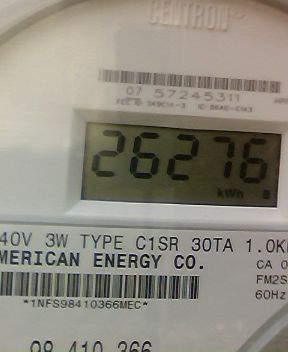 CENTRON
07 57245311
26276
kWh
40V 3W TYPE C1SR 30TA 1.0K
MERICAN ENERGY CO.
CA 0
FM2S
60Hz
*1NFS98410366MEC*
98 410 366